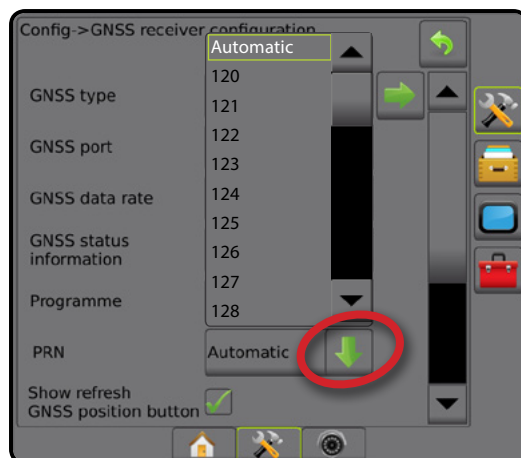 Config->GNSS receiver configuration
Automatic
120
GNSS type
121
122
GNSS port
123
GNSS data rate
124
125
GNSS status
information
126
127
Programme
128
PRN
Automatic
Show refresh
GNSS position button